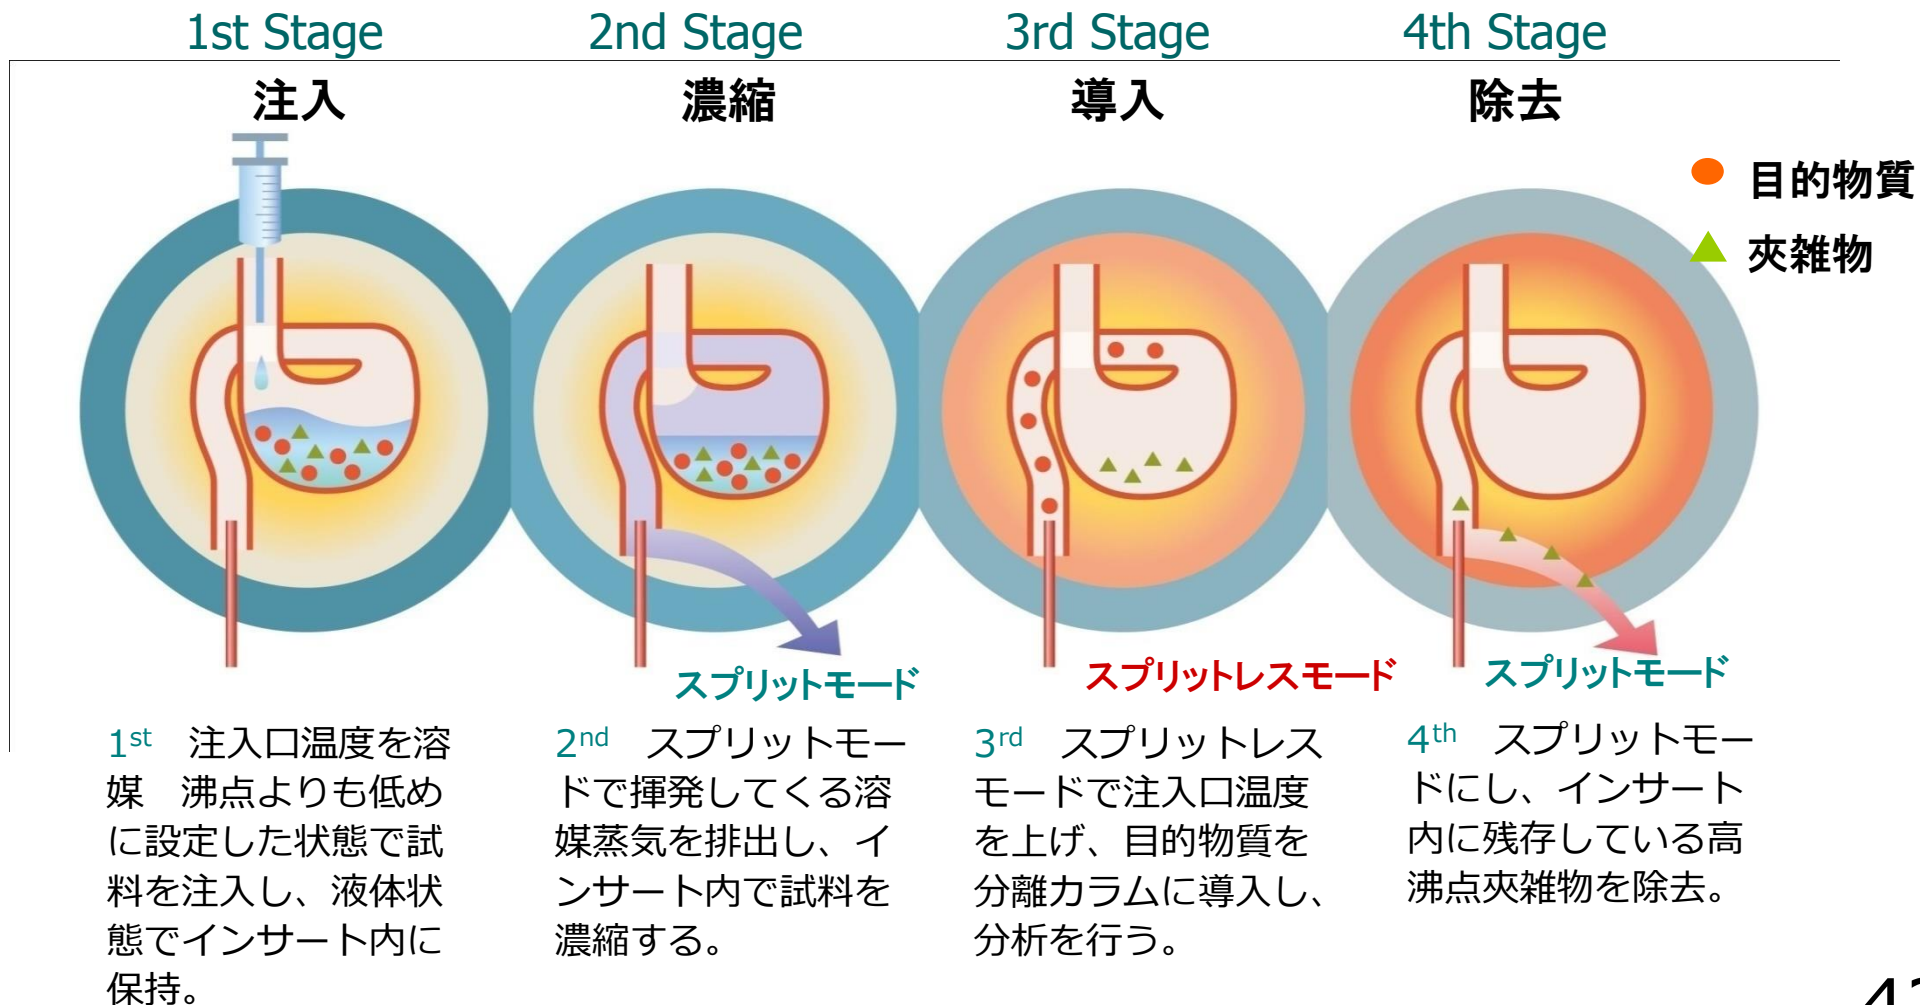 1st Stage
2nd Stage
3rd Stage
4th Stage
注入
濃縮
導入
除去
目的物質
夾雑物
スプリットモード
スプリットレスモード
スプリットモード
1st 注入口温度を溶
媒 沸点よりも低め
に設定した状態で試
料を注入し、液体状
態でインサート内に
保持。
2nd スプリットモー
ドで揮発してくる溶
媒蒸気を排出し、イ
ンサート内で試料を
濃縮する。
3rd スプリットレス
モードで注入口温度
を上げ、目的物質を
分離カラムに導入し、
分析を行う。
4th スプリットモー
ドにし、インサート
内に残存している高
沸点夾雑物を除去。